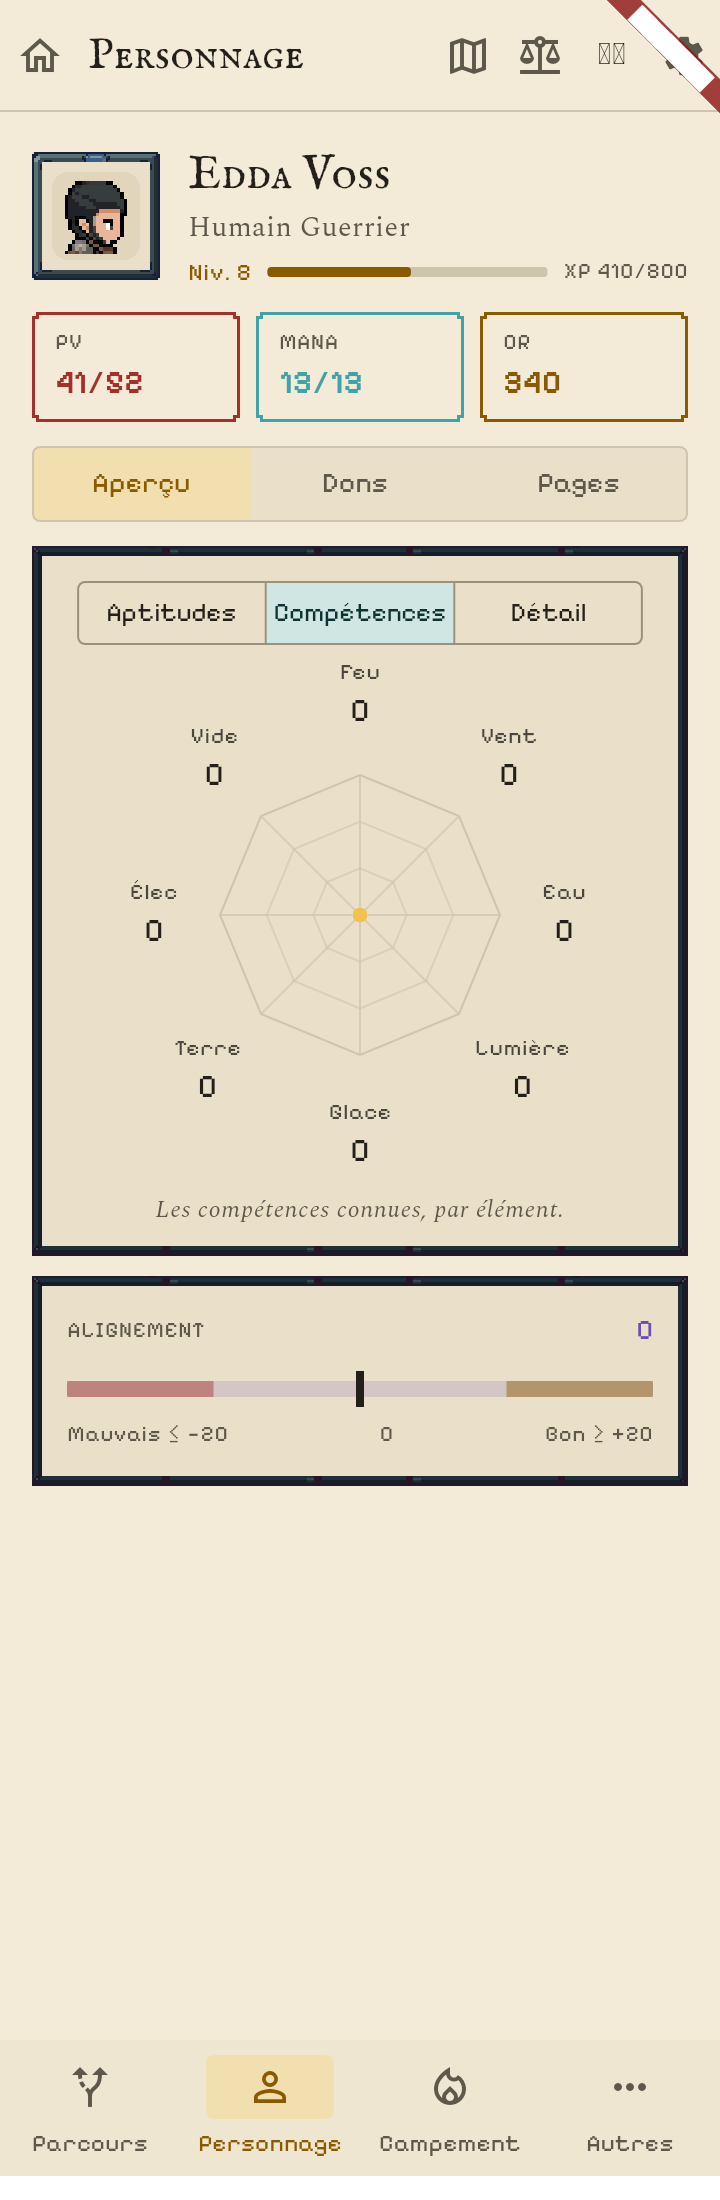 Personnage
Edda Voss
Humain Guerrier
Niv. 8
XP 410/800
PV
MANA
OR
41/52
13/13
340
Aperçu
Dons
Pages
Aptitudes
Compétences
Détail
Feu
0
Vide
Vent
0
0
Élec
Eau
0
0
Terre
Lumière
0
0
Glace
0
Les compétences connues, par élément.
ALIGNEMENT
0
Mauvais ≤ -20
0
Bon ≥ +20
Parcours
Personnage
Campement
Autres